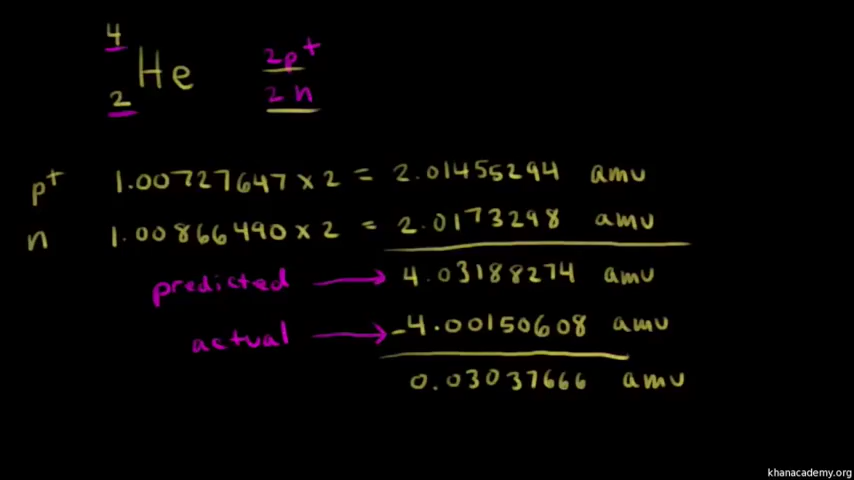 4
2 He 2p+
2 n
p+ 1.00727647 x 2 = 2.01455294 amu
n 1.00866490 x 2 = 2.0173298 amu
predicted → 4.03188274 amu
actual → -4.00150608 amu
0.03037666 amu
khanacademy.org